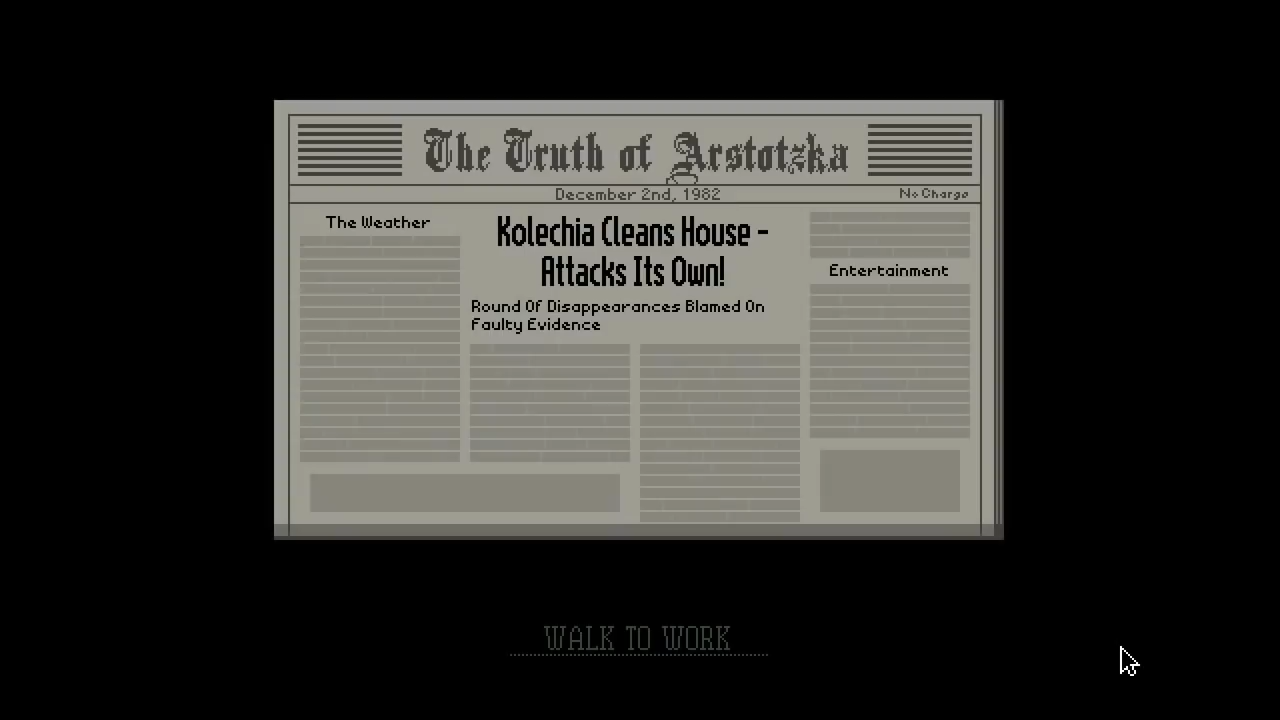 The Truth of Arstotzka
December 2nd, 1982
No Charge
The Weather
Kolechia Cleans House -
Attacks Its Own!
Round Of Disappearances Blamed On
Faulty Evidence
Entertainment
WALK TO WORK